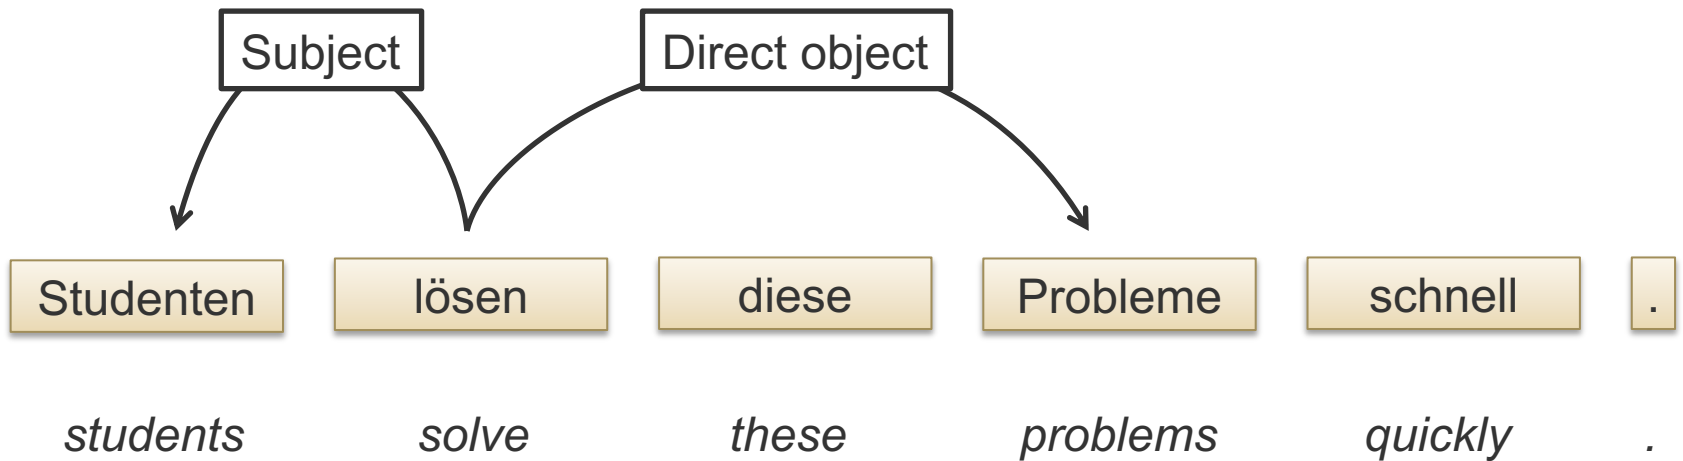 Subject Direct object
Studenten lösen diese Probleme schnell .
students solve these problems quickly .